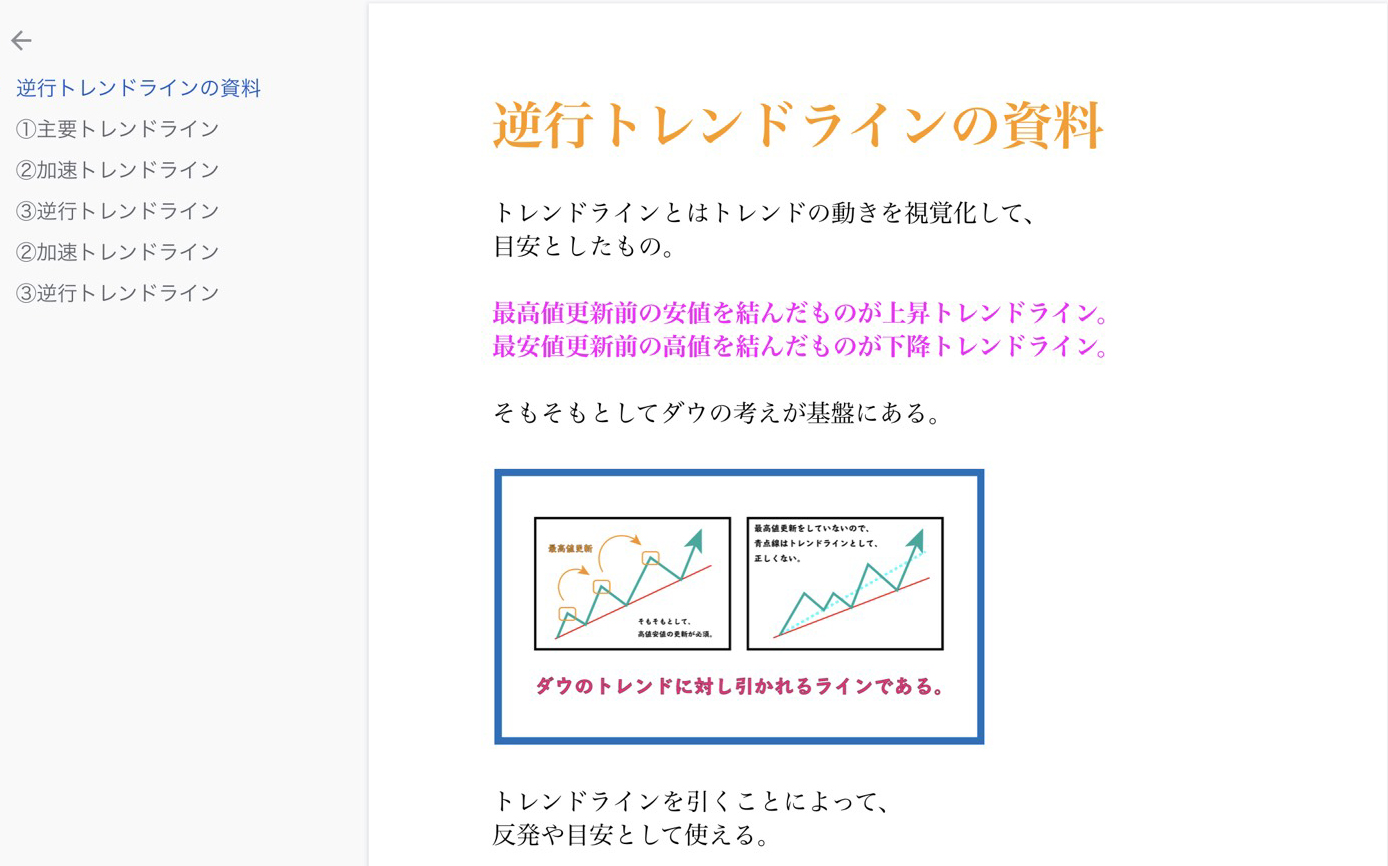 逆行トレンドラインの資料
①主要トレンドライン
②加速トレンドライン
③逆行トレンドライン
②加速トレンドライン
③逆行トレンドライン
逆行トレンドラインの資料
トレンドラインとはトレンドの動きを視覚化して、
目安としたもの。
最高値更新前の安値を結んだものが上昇トレンドライン。
最安値更新前の高値を結んだものが下降トレンドライン。
そもそもとしてダウの考えが基盤にある。
最高値更新
そもそもとして、
高値安値の更新が必須。
最高値更新をしていないので、
青点線はトレンドラインとして、
正しくない。
ダウのトレンドに対し引かれるラインである。
トレンドラインを引くことによって、
反発や目安として使える。